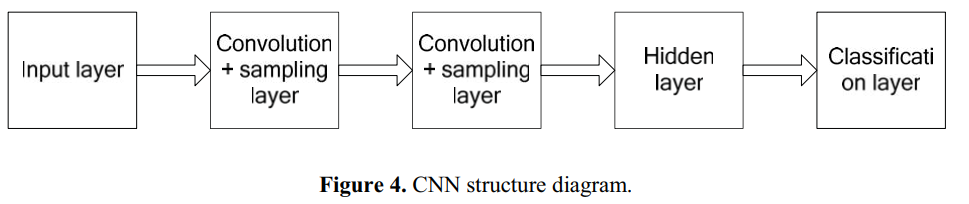 Input layer
Convolution
+ sampling
layer
Convolution
+ sampling
layer
Hidden
layer
Classificati
on layer
Figure 4. CNN structure diagram.